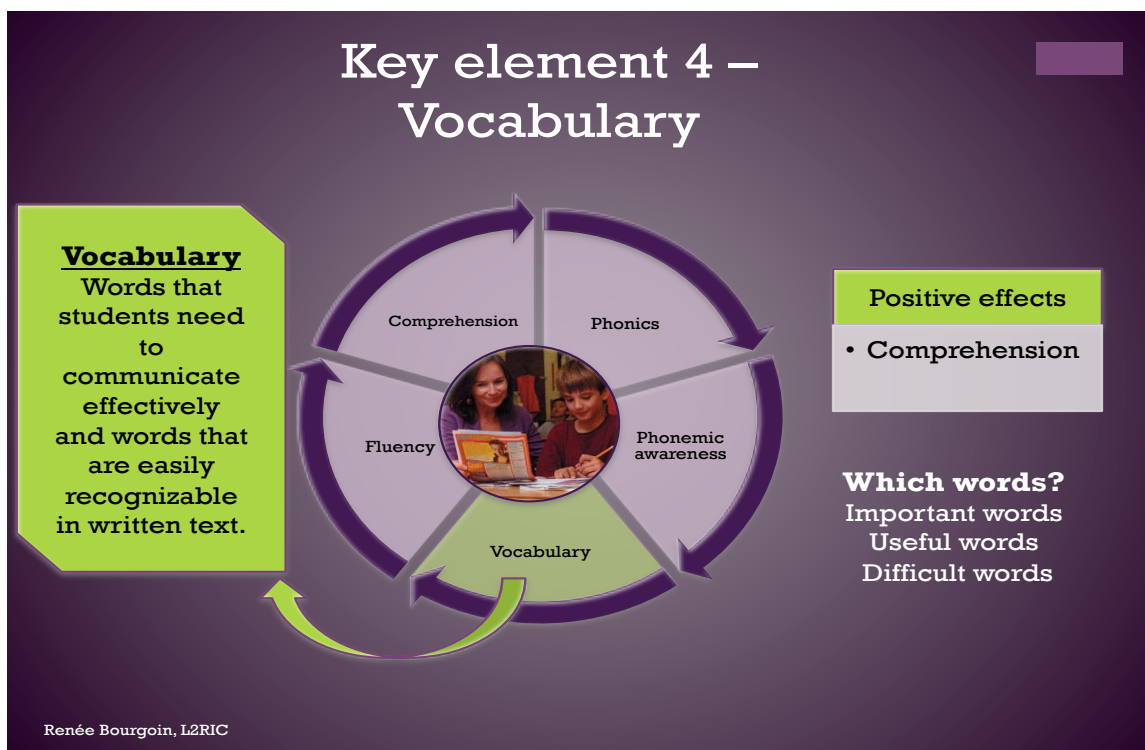 Key element 4 –
Vocabulary
Vocabulary
Words that
students need
to
communicate
effectively
and words that
are easily
recognizable
in written text.
Comprehension
Phonics
Fluency
Phonemic
awareness
Vocabulary
Positive effects
• Comprehension
Which words?
Important words
Useful words
Difficult words
Renée Bourgoin, L2RIC